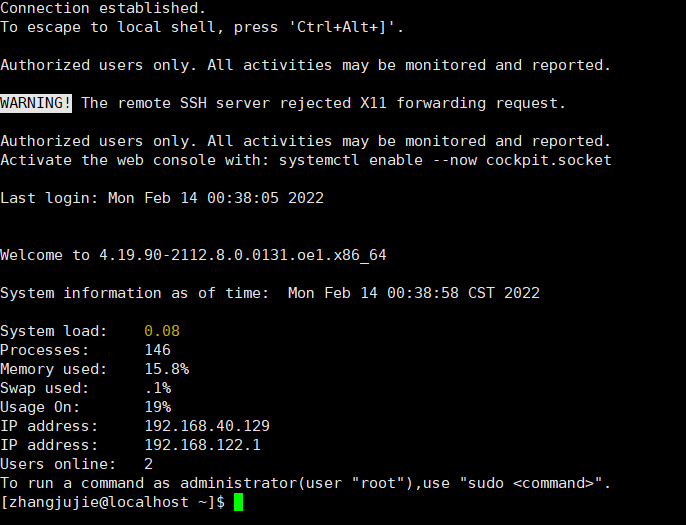 Connection established.
To escape to local shell, press 'Ctrl+Alt+]'.
Authorized users only. All activities may be monitored and reported.
WARNING! The remote SSH server rejected X11 forwarding request.
Authorized users only. All activities may be monitored and reported.
Activate the web console with: systemctl enable --now cockpit.socket
Last login: Mon Feb 14 00:38:05 2022
Welcome to 4.19.90-2112.8.0.0131.oe1.x86_64
System information as of time:  Mon Feb 14 00:38:58 CST 2022
System load:    0.08
Processes:      146
Memory used:    15.8%
Swap used:      .1%
Usage On:       19%
IP address:     192.168.40.129
IP address:     192.168.122.1
Users online:   2
To run a command as administrator(user "root"),use "sudo <command>".
[zhangjujie@localhost ~]$